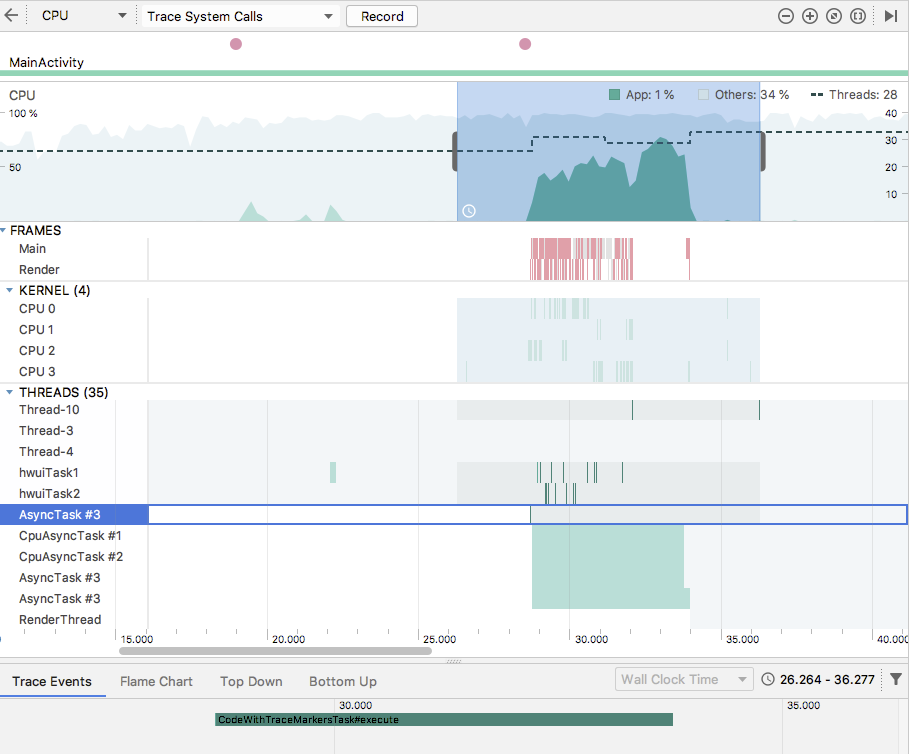 CPU Trace System Calls Record
MainActivity
CPU App: 1 % Others: 34 % Threads: 28
100 % 40
30
50 20
10
FRAMES
Main
Render
KERNEL (4)
CPU 0
CPU 1
CPU 2
CPU 3
THREADS (35)
Thread-10
Thread-3
Thread-4
hwuiTask1
hwuiTask2
AsyncTask #3
CpuAsyncTask #1
CpuAsyncTask #2
AsyncTask #3
AsyncTask #3
RenderThread
15.000 20.000 25.000 30.000 35.000 40.000
Trace Events Flame Chart Top Down Bottom Up Wall Clock Time 26.264 - 36.277
30.000 35.000
CodeWithTraceMarkersTask#execute